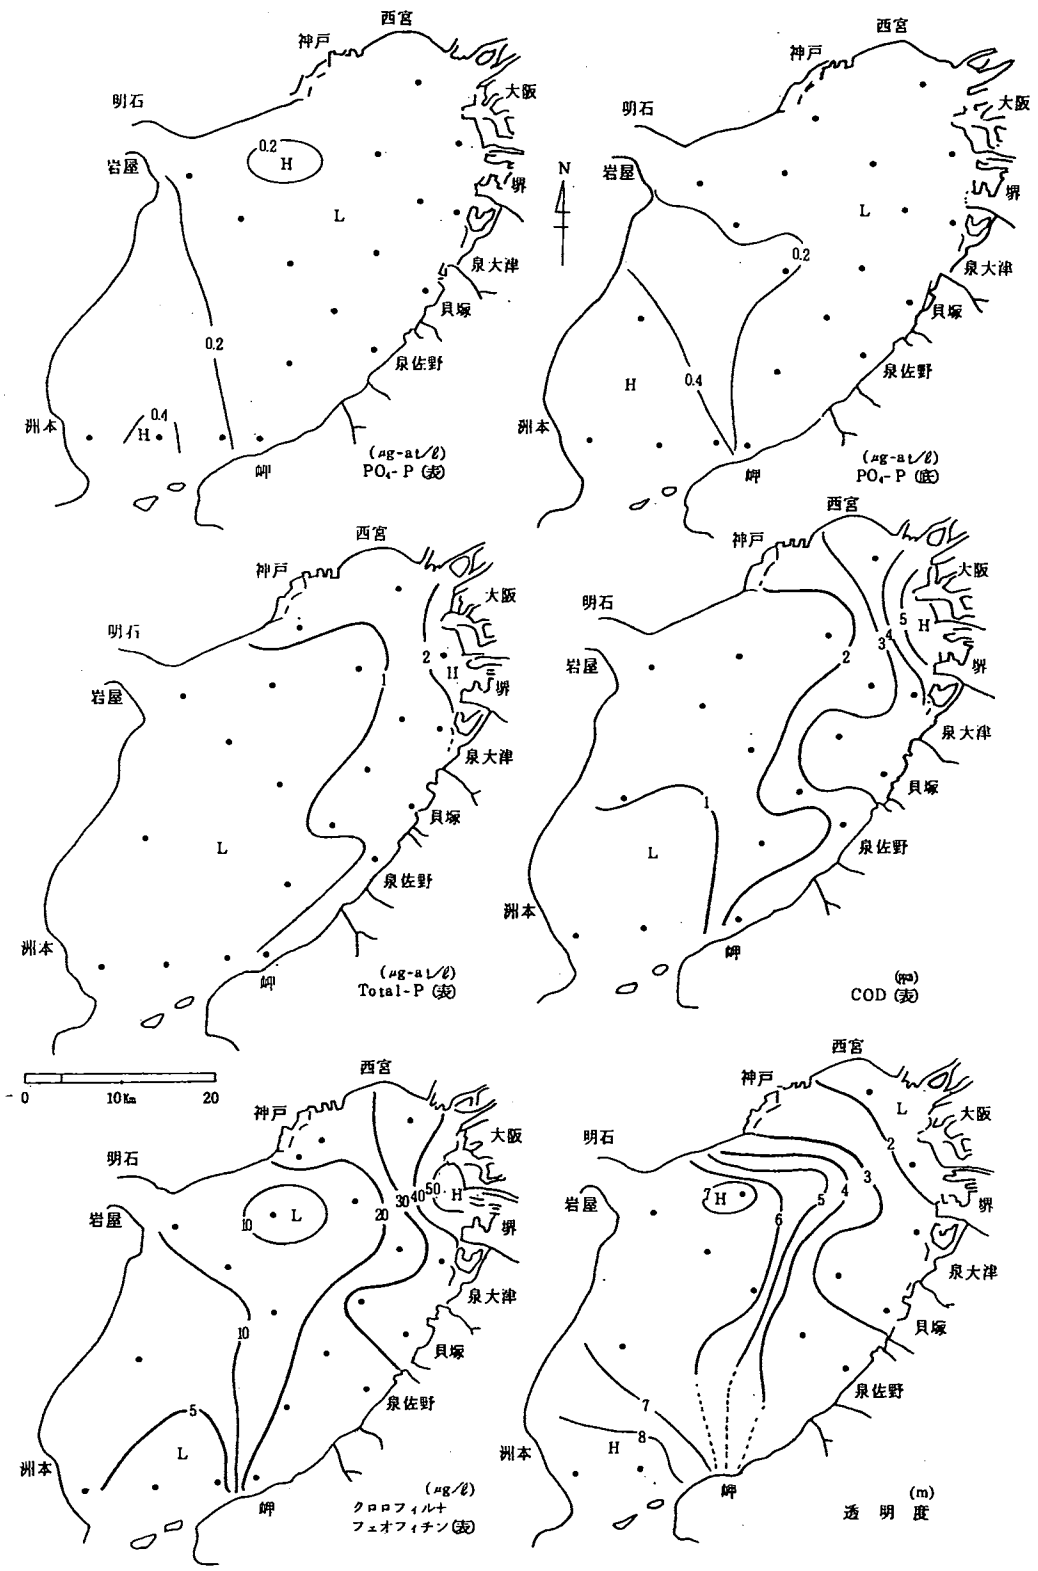 西宮
神戸
大阪
明石
0.2
H
岩屋
堺
L
泉大津
貝塚
0.2
泉佐野
0.4
洲本
H
岬
(μg-at/ℓ)
PO₄-P (表)
N
西宮
神戸
大阪
明石
岩屋
堺
L
泉大津
0.2
貝塚
泉佐野
H
0.4
洲本
岬
(μg-at/ℓ)
PO₄-P (底)
西宮
神戸
大阪
明石
2
H
1
岩屋
堺
泉大津
貝塚
L
泉佐野
洲本
岬
(μg-at/ℓ)
Total-P (表)
西宮
神戸
大阪
明石
5
H
4
3
2
岩屋
堺
泉大津
貝塚
1
泉佐野
L
洲本
岬
(ppm)
COD (表)
0 10Km 20
西宮
神戸
大阪
明石
50
H
40
30
20
岩屋
10
L
堺
泉大津
10
貝塚
泉佐野
5
L
洲本
岬
(μg/ℓ)
クロロフィル+
フェオフィチン(表)
西宮
神戸
L
大阪
2
明石
3
4
5
7
H
6
岩屋
堺
泉大津
貝塚
泉佐野
7
8
H
洲本
岬
(m)
透明度